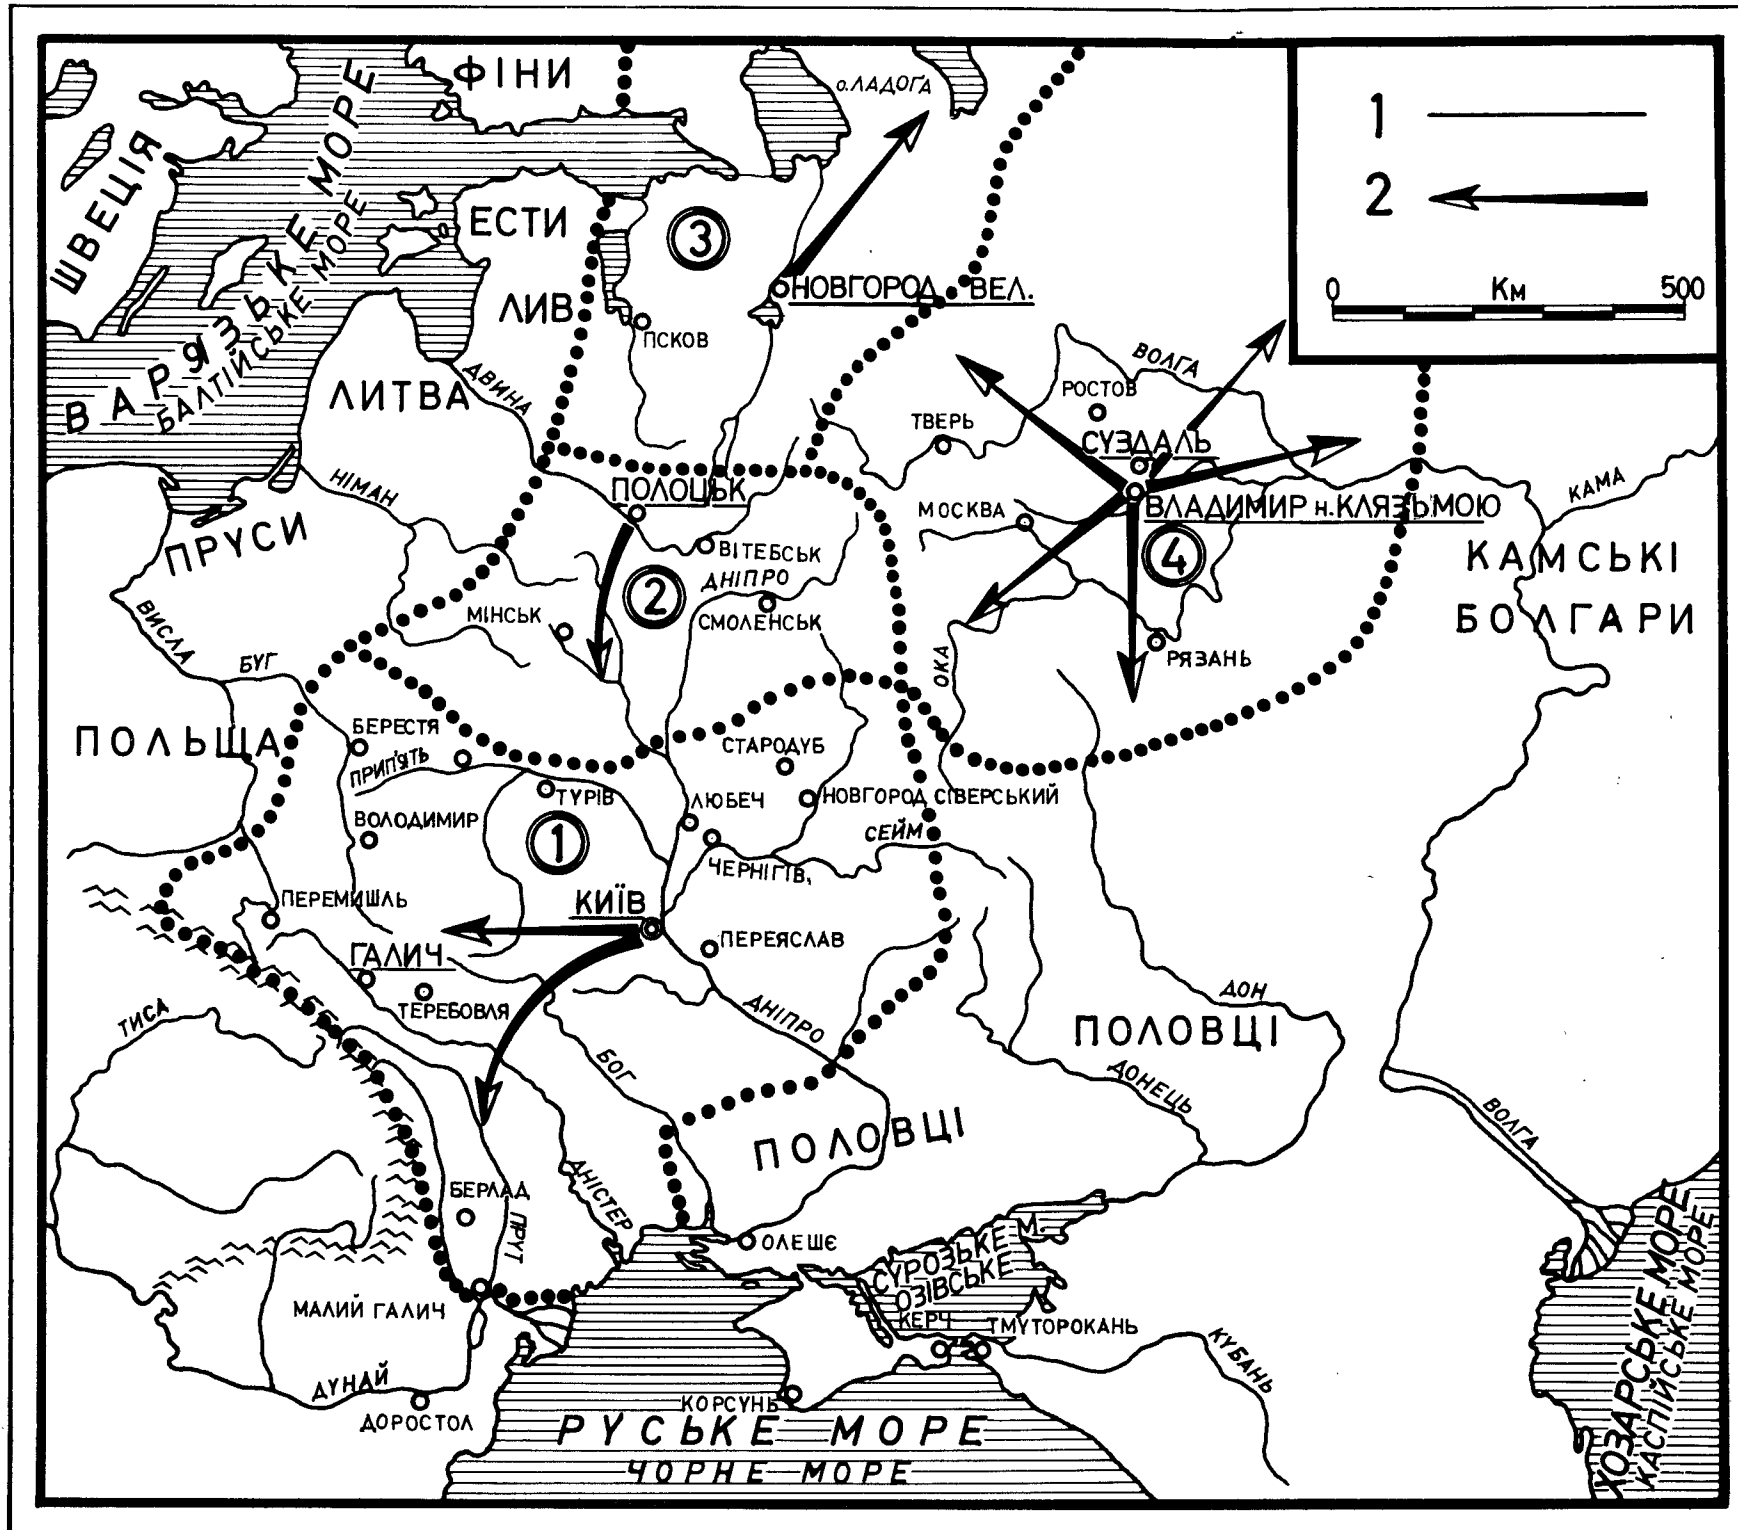 ФІНИ
о.ЛАДОГА
1
2
0 Км 500
ШВЕЦІЯ
ВАРЯЗЬКЕ МОРЕ
БАЛТІЙСЬКЕ МОРЕ
ЕСТИ
3
НОВГОРОД ВЕЛ.
ЛИВ
ПСКОВ
ЛИТВА
ДВИНА
ВОЛГА
РОСТОВ
ТВЕРЬ
СУЗДАЛЬ
НІМАН
ПОЛОЦЬК
МОСКВА
ВЛАДИМИР Н.КЛЯЗЬМОЮ
КАМА
ПРУСИ
ВІТЕБСЬК
4
КАМСЬКІ
БОЛГАРИ
ДНІПРО
2
СМОЛЕНСЬК
МІНСЬК
ВИСЛА
БУГ
ОКА
РЯЗАНЬ
ПОЛЬЩА
БЕРЕСТЯ
ПРИП'ЯТЬ
СТАРОДУБ
ТУРІВ
ЛЮБЕЧ
НОВГОРОД СІВЕРСЬКИЙ
ВОЛОДИМИР
1
СЕЙМ
ЧЕРНІГІВ
ПЕРЕМИШЛЬ
КИЇВ
ГАЛИЧ
ПЕРЕЯСЛАВ
ТЕРЕБОВЛЯ
ДОН
ТИСА
ДНІПРО
ПОЛОВЦІ
БОГ
ДОНЕЦЬ
ПОЛОВЦІ
ВОЛГА
БЕРЛАД
ПРУТ
ДНІСТЕР
ОЛЕШЄ
СУРОЗЬКЕ М.
ОЗІВСЬКЕ
МАЛИЙ ГАЛИЧ
КЕРЧ
ТМУТОРОКАНЬ
КУБАНЬ
ДУНАЙ
ДОРОСТОЛ
КОРСУНЬ
РУСЬКЕ МОРЕ
ЧОРНЕ МОРЕ
ХОЗАРСЬКЕ МОРЕ
КАСПІЙСЬКЕ МОРЕ